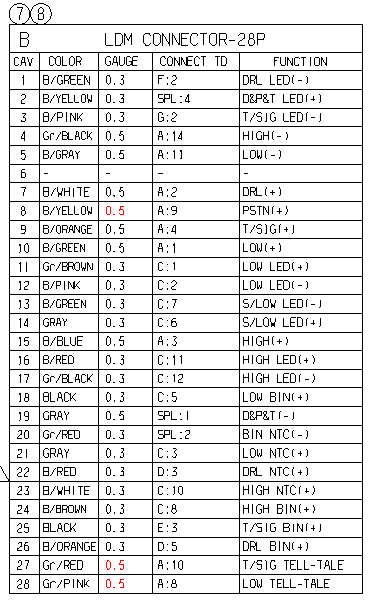 7 8
B LDM CONNECTOR-28P
CAV COLOR GAUGE CONNECT TO FUNCTION
1 B/GREEN 0.3 F:2 DRL LED(-)
2 B/YELLOW 0.3 SPL:4 D&P&T LED(+)
3 B/PINK 0.3 G:2 T/SIG LED(-)
4 Gr/BLACK 0.5 A:14 HIGH(-)
5 B/GRAY 0.5 A:11 LOW(-)
6 - - - -
7 B/WHITE 0.5 A:2 DRL(+)
8 B/YELLOW 0.5 A:9 PSTN(+)
9 B/ORANGE 0.5 A:4 T/SIG(+)
10 B/GREEN 0.5 A:1 LOW(+)
11 Gr/BROWN 0.3 C:1 LOW LED(+)
12 B/PINK 0.3 C:2 LOW LED(-)
13 B/GREEN 0.3 C:7 S/LOW LED(-)
14 GRAY 0.3 C:6 S/LOW LED(+)
15 B/BLUE 0.5 A:3 HIGH(+)
16 B/RED 0.3 C:11 HIGH LED(+)
17 Gr/BLACK 0.3 C:12 HIGH LED(-)
18 BLACK 0.3 C:5 LOW BIN(+)
19 GRAY 0.5 SPL:1 D&P&T(-)
20 Gr/RED 0.3 SPL:2 BIN NTC(-)
21 GRAY 0.3 C:3 LOW NTC(+)
22 B/RED 0.3 D:3 DRL NTC(+)
23 B/WHITE 0.3 C:10 HIGH NTC(+)
24 B/BROWN 0.3 C:8 HIGH BIN(+)
25 BLACK 0.3 E:3 T/SIG BIN(+)
26 B/ORANGE 0.3 D:5 DRL BIN(+)
27 Gr/RED 0.5 A:10 T/SIG TELL-TALE
28 Gr/PINK 0.5 A:8 LOW TELL-TALE